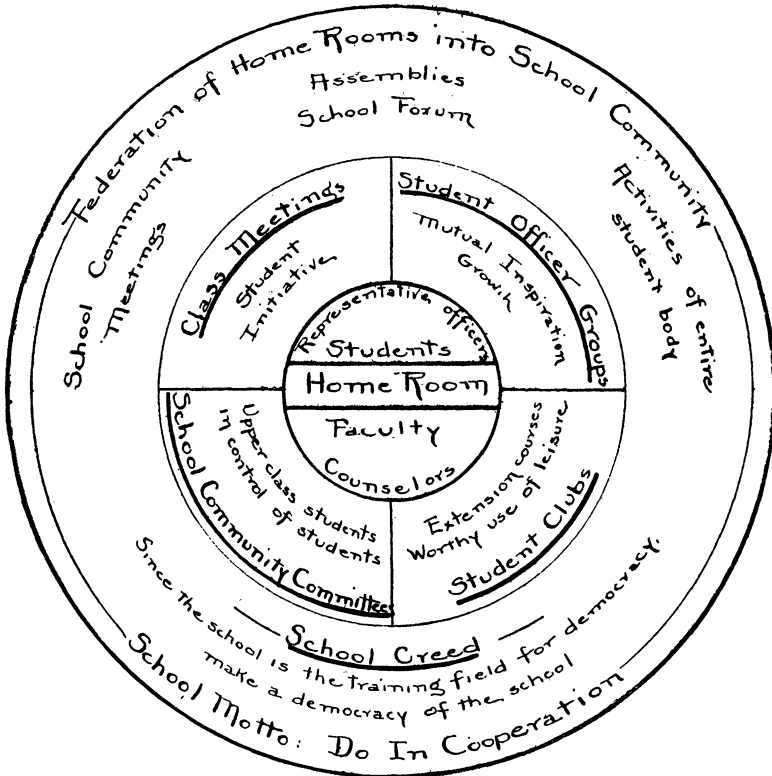 Federation of Home Rooms into School Community
Assemblies
School Forum
School Community
Meetings
Activities of entire
student body
Class Meetings
Student
Initiative
Student Officer Groups
Mutual Inspiration
Growth
Representative officers
Students
Home Room
Faculty
Counselors
School Community Committees
Upper class students
in control of students
Extension courses
Worthy use of leisure
Student Clubs
School Creed
Since the school is the training field for democracy.
make a democracy of the school
School Motto: Do In Cooperation